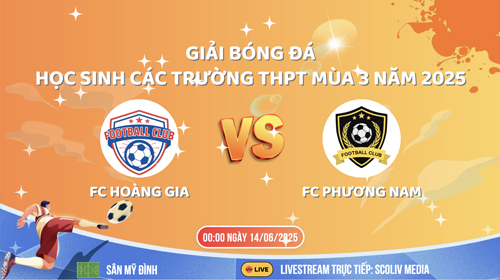 GIẢI BÓNG ĐÁ
HỌC SINH CÁC TRƯỜNG THPT MÙA 3 NĂM 2025
FOOTBALL CLUB
VS
FOOTBALL CLUB
FC HOÀNG GIA
FC PHƯƠNG NAM
00:00 NGÀY 14/06/2025
SÂN MỸ ĐÌNH
LIVE
LIVESTREAM TRỰC TIẾP: SCOLIV MEDIA